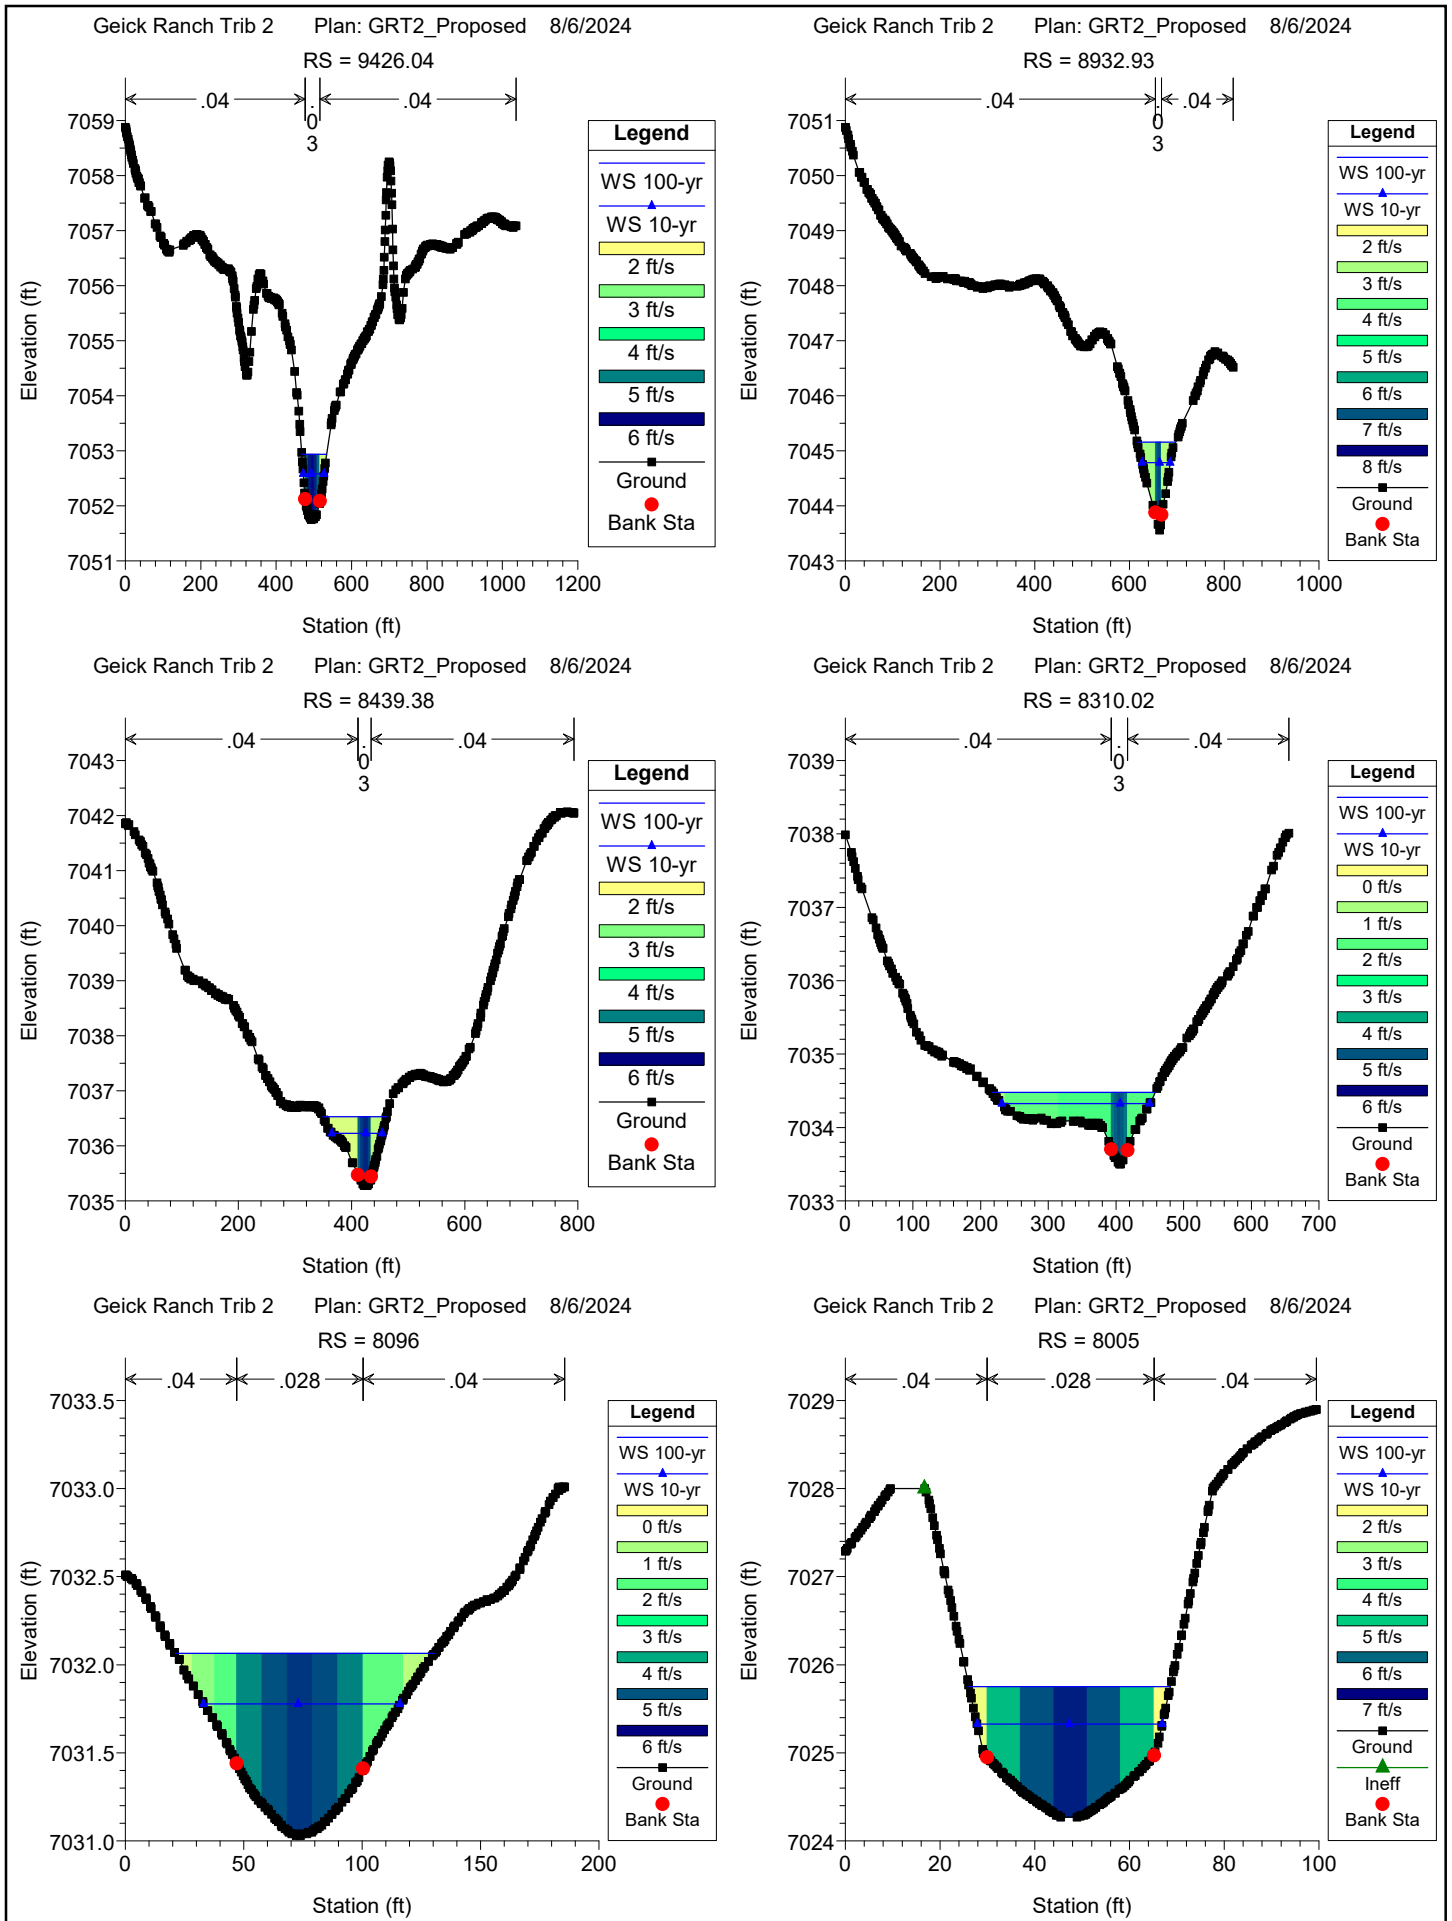 Geick Ranch Trib 2 Plan: GRT2_Proposed 8/6/2024
RS = 9426.04
.04
.03
.04
7059
7058
7057
7056
7055
7054
7053
7052
7051
Elevation (ft)
0 200 400 600 800 1000 1200
Station (ft)
Legend
WS 100-yr
WS 10-yr
2 ft/s
3 ft/s
4 ft/s
5 ft/s
6 ft/s
Ground
Bank Sta
Geick Ranch Trib 2 Plan: GRT2_Proposed 8/6/2024
RS = 8932.93
.04
.03
.04
7051
7050
7049
7048
7047
7046
7045
7044
7043
Elevation (ft)
0 200 400 600 800 1000
Station (ft)
Legend
WS 100-yr
WS 10-yr
2 ft/s
3 ft/s
4 ft/s
5 ft/s
6 ft/s
7 ft/s
8 ft/s
Ground
Bank Sta
Geick Ranch Trib 2 Plan: GRT2_Proposed 8/6/2024
RS = 8439.38
.04
.03
.04
7043
7042
7041
7040
7039
7038
7037
7036
7035
Elevation (ft)
0 200 400 600 800
Station (ft)
Legend
WS 100-yr
WS 10-yr
2 ft/s
3 ft/s
4 ft/s
5 ft/s
6 ft/s
Ground
Bank Sta
Geick Ranch Trib 2 Plan: GRT2_Proposed 8/6/2024
RS = 8310.02
.04
.03
.04
7039
7038
7037
7036
7035
7034
7033
Elevation (ft)
0 100 200 300 400 500 600 700
Station (ft)
Legend
WS 100-yr
WS 10-yr
0 ft/s
1 ft/s
2 ft/s
3 ft/s
4 ft/s
5 ft/s
6 ft/s
Ground
Bank Sta
Geick Ranch Trib 2 Plan: GRT2_Proposed 8/6/2024
RS = 8096
.04
.028
.04
7033.5
7033.0
7032.5
7032.0
7031.5
7031.0
Elevation (ft)
0 50 100 150 200
Station (ft)
Legend
WS 100-yr
WS 10-yr
0 ft/s
1 ft/s
2 ft/s
3 ft/s
4 ft/s
5 ft/s
6 ft/s
Ground
Bank Sta
Geick Ranch Trib 2 Plan: GRT2_Proposed 8/6/2024
RS = 8005
.04
.028
.04
7029
7028
7027
7026
7025
7024
Elevation (ft)
0 20 40 60 80 100
Station (ft)
Legend
WS 100-yr
WS 10-yr
2 ft/s
3 ft/s
4 ft/s
5 ft/s
6 ft/s
7 ft/s
Ground
Ineff
Bank Sta